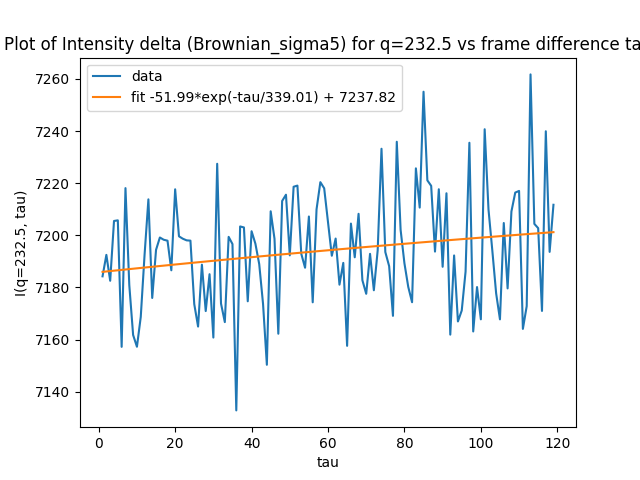 Plot of Intensity delta (Brownian_sigma5) for q=232.5 vs frame difference ta
data
fit -51.99*exp(-tau/339.01) + 7237.82
I(q=232.5, tau)
7260
7240
7220
7200
7180
7160
7140
0 20 40 60 80 100 120
tau